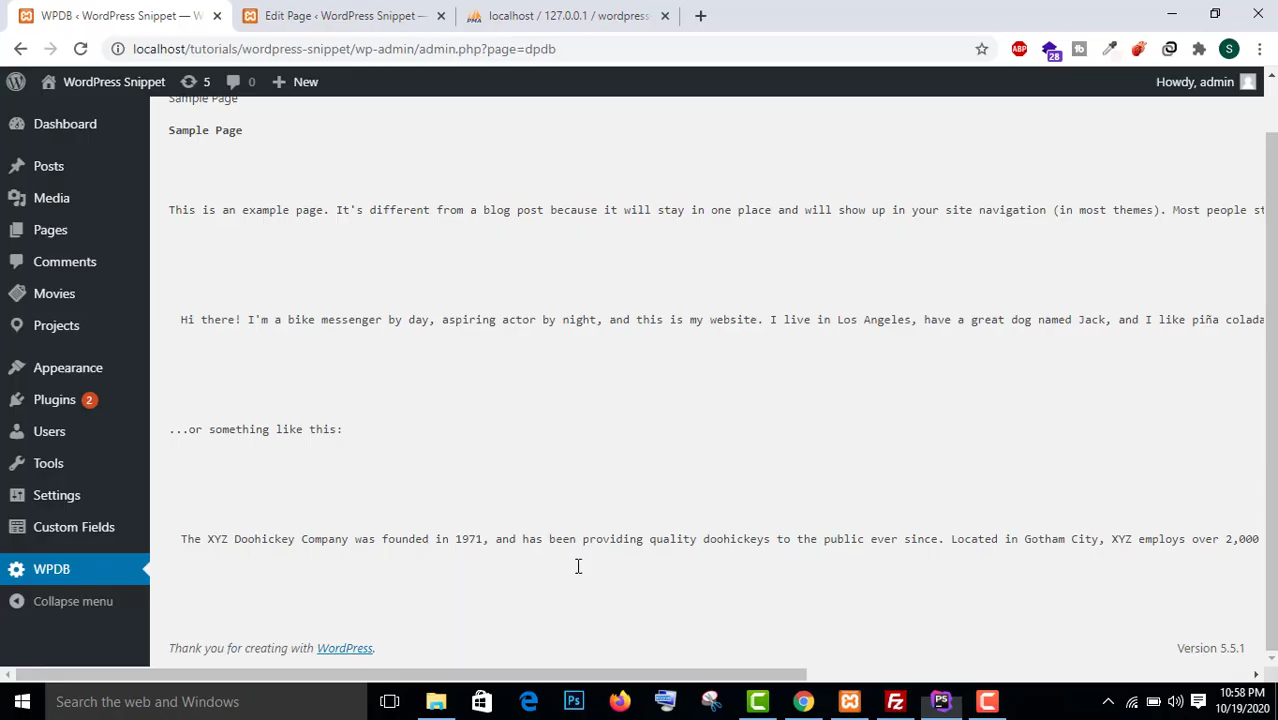 WPDB ‹ WordPress Snippet — W
Edit Page ‹ WordPress Snippet —
localhost / 127.0.0.1 / wordpress-
localhost/tutorials/wordpress-snippet/wp-admin/admin.php?page=dpdb
ABP
28
S
WordPress Snippet
5
0
New
Howdy, admin
Dashboard
Posts
Media
Pages
Comments
Movies
Projects
Appearance
Plugins 2
Users
Tools
Settings
Custom Fields
WPDB
Collapse menu
Sample Page
Sample Page
This is an example page. It's different from a blog post because it will stay in one place and will show up in your site navigation (in most themes). Most people st
Hi there! I'm a bike messenger by day, aspiring actor by night, and this is my website. I live in Los Angeles, have a great dog named Jack, and I like piña colada
...or something like this:
The XYZ Doohickey Company was founded in 1971, and has been providing quality doohickeys to the public ever since. Located in Gotham City, XYZ employs over 2,000
Thank you for creating with WordPress.
Version 5.5.1
Search the web and Windows
Ps
Fz
PS
10:58 PM
10/19/2020